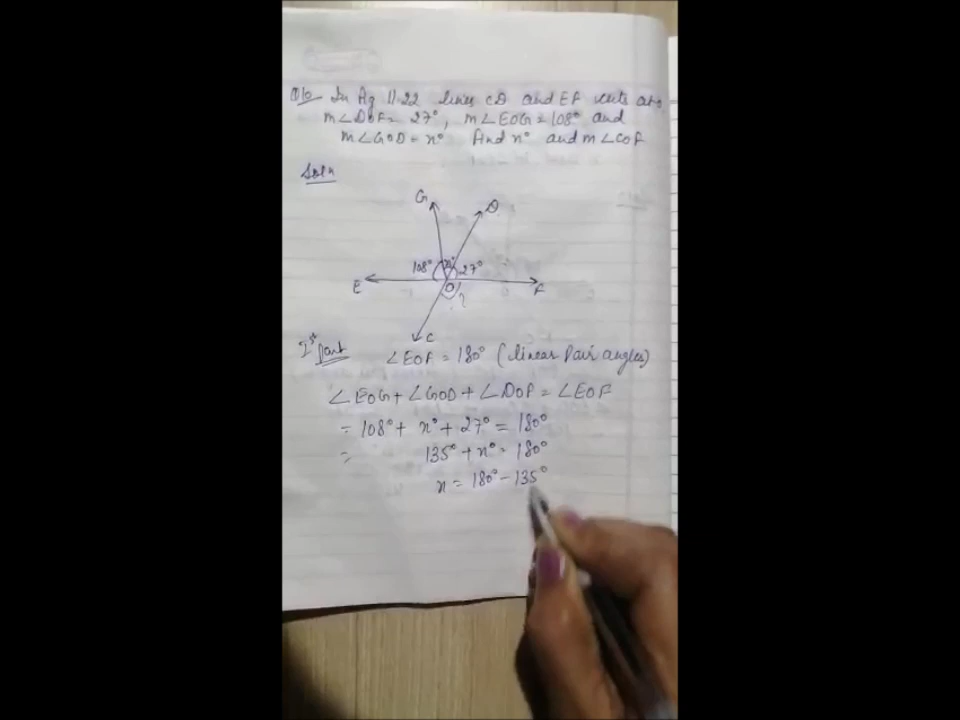 Q10 In fig 11.22 lines CD and EF meets at O
m∠DOF = 27°, m∠EOG = 108° and
m∠GOD = x° find x° and m∠COF
Soln
G
D
108° x° 27°
E
O
F
?
C
1st Part ∠EOF = 180° (linear pair angles)
∠EOG + ∠GOD + ∠DOF = ∠EOF
= 108° + x° + 27° = 180°
= 135° + x° = 180°
x = 180° - 135°